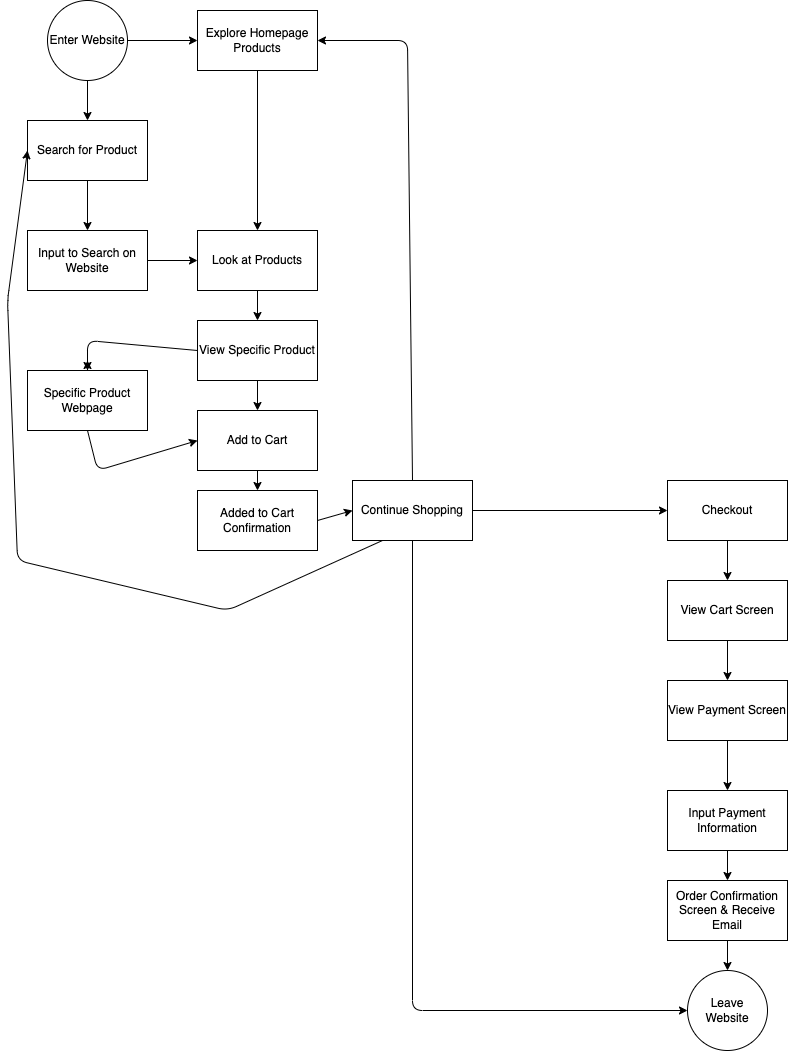 Enter Website
Explore Homepage
Products
Search for Product
Input to Search on
Website
Look at Products
View Specific Product
Specific Product
Webpage
Add to Cart
Added to Cart
Confirmation
Continue Shopping
Checkout
View Cart Screen
View Payment Screen
Input Payment
Information
Order Confirmation
Screen & Receive
Email
Leave
Website